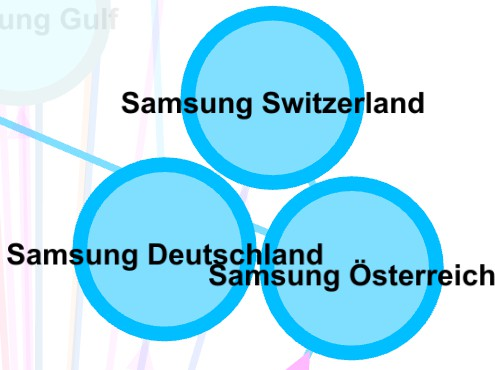 ung Gulf
Samsung Switzerland
Samsung Deutschland
Samsung Österreich